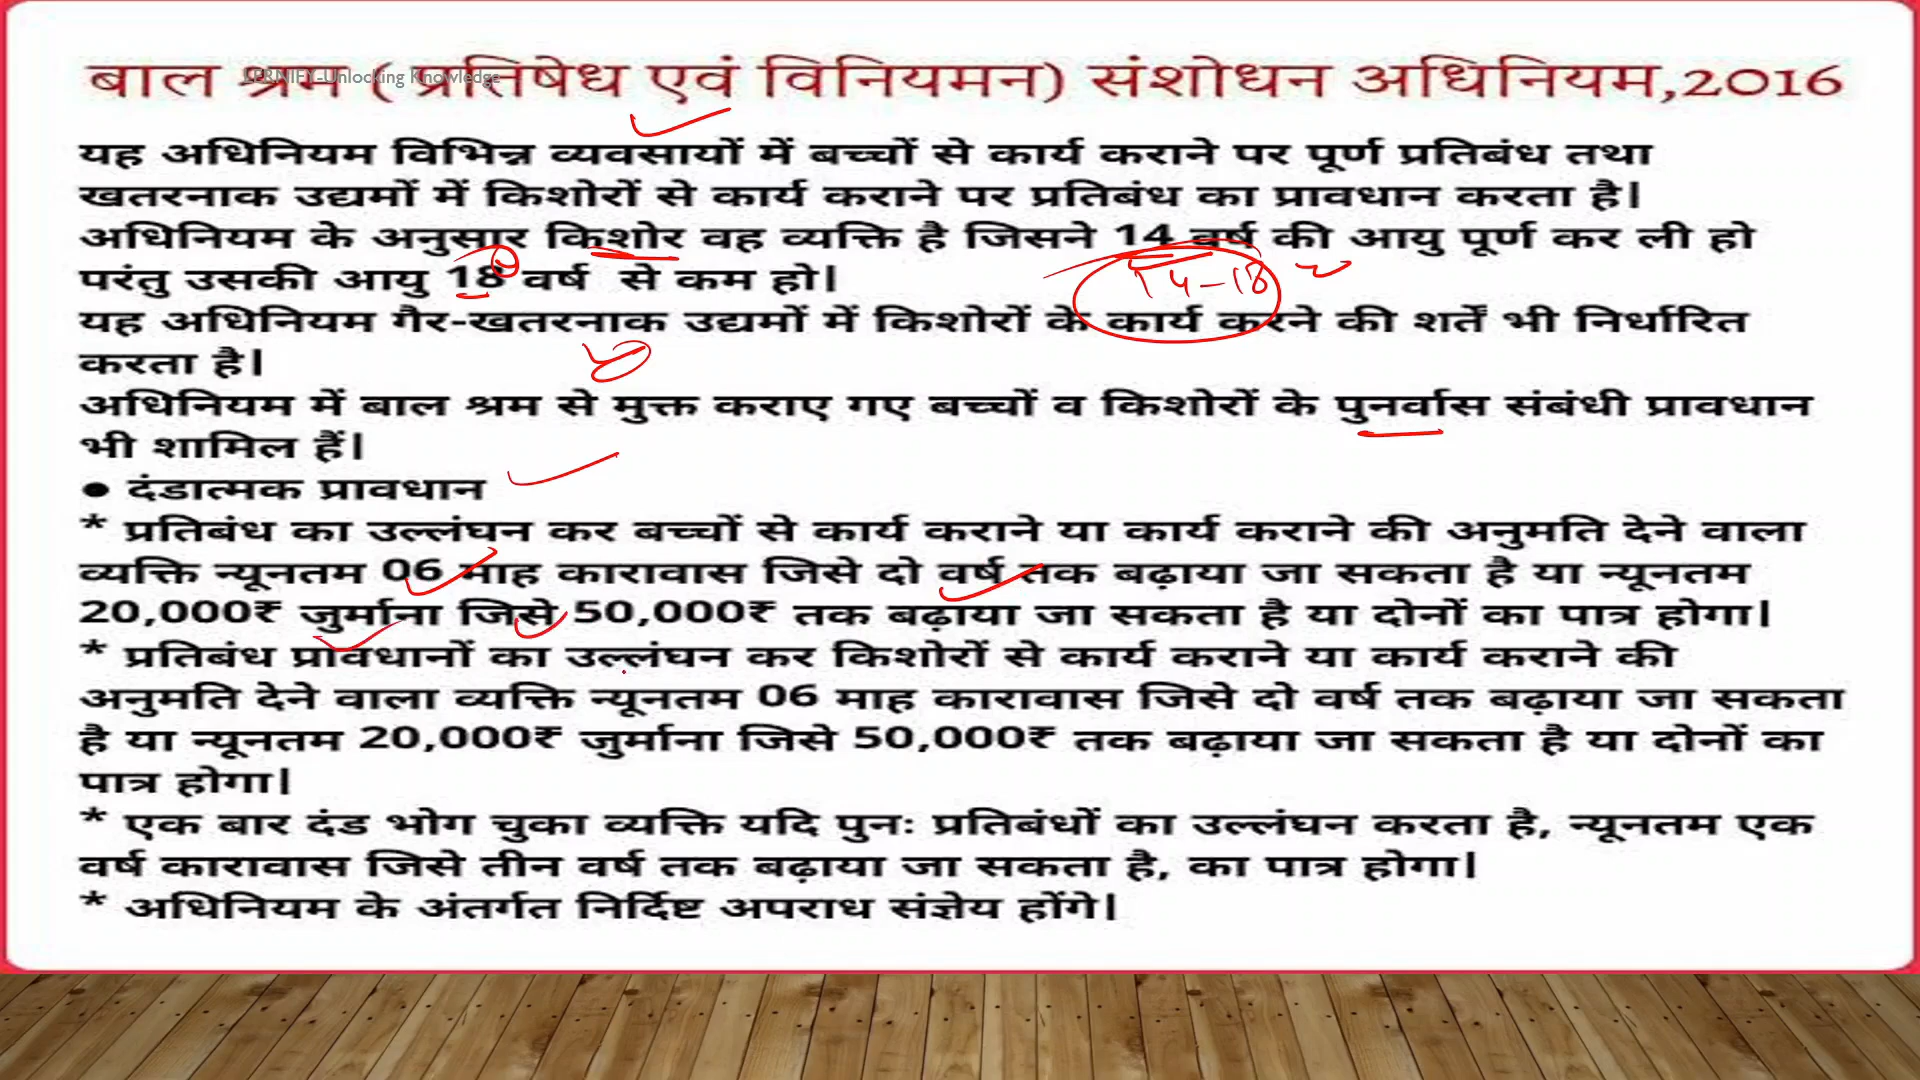 बाल श्रम ( प्रतिषेध एवं विनियमन) संशोधन अधिनियम,2016
LERNIFY-Unlocking Knowledge
यह अधिनियम विभिन्न व्यवसायों में बच्चों से कार्य कराने पर पूर्ण प्रतिबंध तथा
खतरनाक उद्यमों में किशोरों से कार्य कराने पर प्रतिबंध का प्रावधान करता है|
अधिनियम के अनुसार किशोर वह व्यक्ति है जिसने 14 वर्ष की आयु पूर्ण कर ली हो
परंतु उसकी आयु 18 वर्ष से कम हो|
14-18
यह अधिनियम गैर-खतरनाक उद्यमों में किशोरों के कार्य करने की शर्तें भी निर्धारित
करता है|
अधिनियम में बाल श्रम से मुक्त कराए गए बच्चों व किशोरों के पुनर्वास संबंधी प्रावधान
भी शामिल हैं|
● दंडात्मक प्रावधान
* प्रतिबंध का उल्लंघन कर बच्चों से कार्य कराने या कार्य कराने की अनुमति देने वाला
व्यक्ति न्यूनतम 06 माह कारावास जिसे दो वर्ष तक बढ़ाया जा सकता है या न्यूनतम
20,000₹ जुर्माना जिसे 50,000₹ तक बढ़ाया जा सकता है या दोनों का पात्र होगा|
* प्रतिबंध प्रावधानों का उल्लंघन कर किशोरों से कार्य कराने या कार्य कराने की
अनुमति देने वाला व्यक्ति न्यूनतम 06 माह कारावास जिसे दो वर्ष तक बढ़ाया जा सकता
है या न्यूनतम 20,000₹ जुर्माना जिसे 50,000₹ तक बढ़ाया जा सकता है या दोनों का
पात्र होगा|
* एक बार दंड भोग चुका व्यक्ति यदि पुनः प्रतिबंधों का उल्लंघन करता है, न्यूनतम एक
वर्ष कारावास जिसे तीन वर्ष तक बढ़ाया जा सकता है, का पात्र होगा|
* अधिनियम के अंतर्गत निर्दिष्ट अपराध संज्ञेय होंगे|